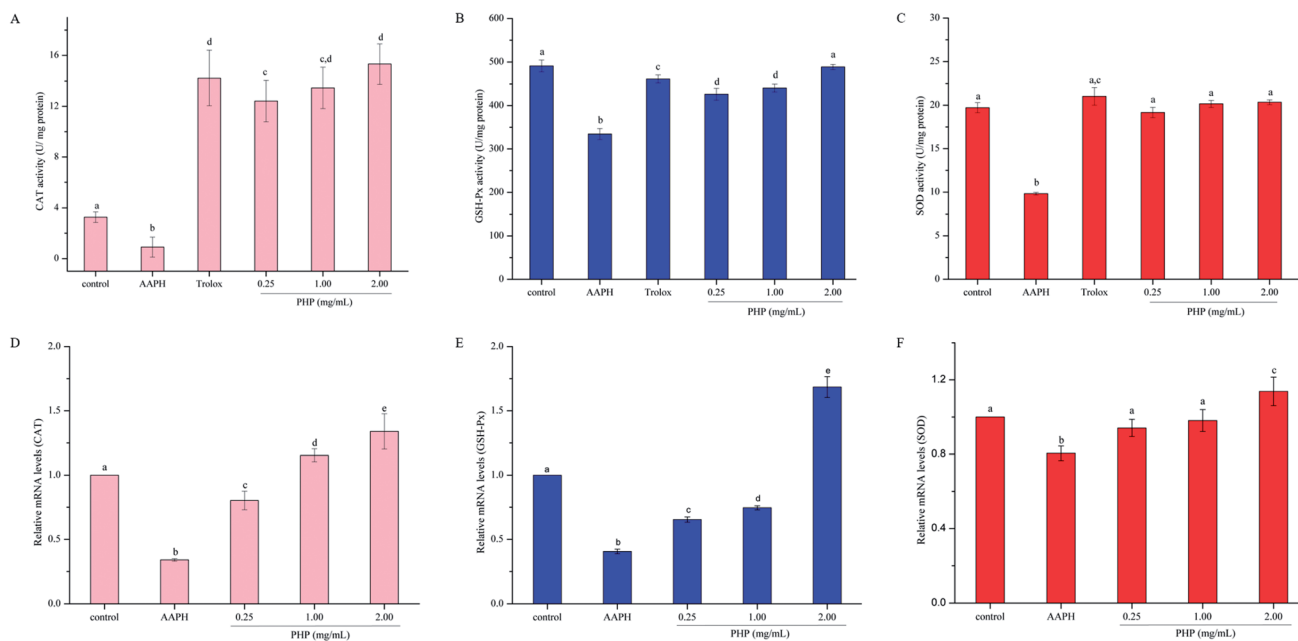 A
CAT activity (U/ mg protein)
16
12
8
4
0
a
b
d
c
c,d
d
control
AAPH
Trolox
0.25
1.00
2.00
PHP (mg/mL)
B
GSH-Px activity (U/mg protein)
600
500
400
300
200
100
0
a
b
c
d
d
a
control
AAPH
Trolox
0.25
1.00
2.00
PHP (mg/mL)
C
SOD activity (U/mg protein)
30
25
20
15
10
5
0
a
b
a,c
a
a
a
control
AAPH
Trolox
0.25
1.00
2.00
PHP (mg/mL)
D
Relative mRNA levels (CAT)
2.0
1.5
1.0
0.5
0.0
a
b
c
d
e
control
AAPH
0.25
1.00
2.00
PHP (mg/mL)
E
Relative mRNA levels (GSH-Px)
2.0
1.5
1.0
0.5
0.0
a
b
c
d
e
control
AAPH
0.25
1.00
2.00
PHP (mg/mL)
F
Relative mRNA levels (SOD)
1.2
0.8
0.4
0.0
a
b
a
a
c
control
AAPH
0.25
1.00
2.00
PHP (mg/mL)